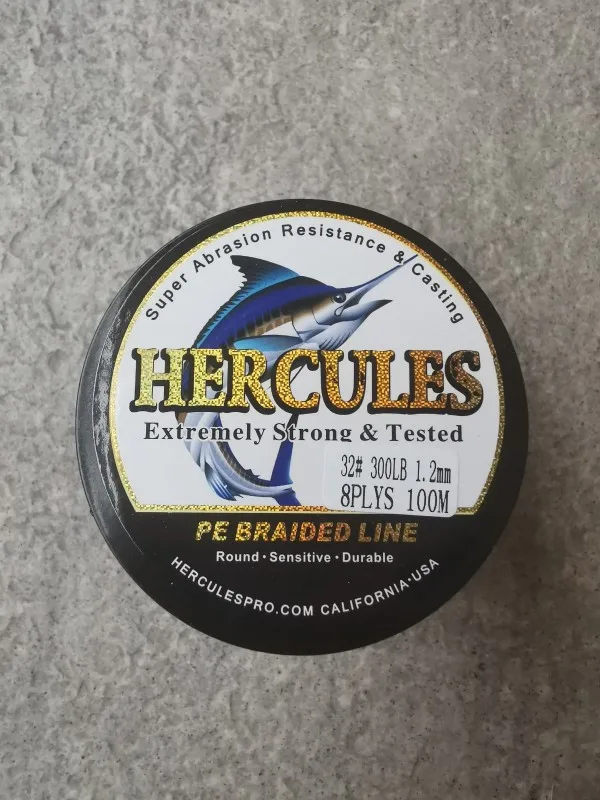 Super Abrasion Resistance & Casting
HERCULES
Extremely Strong & Tested
32# 300LB 1.2mm
8PLYS 100M
PE BRAIDED LINE
Round · Sensitive · Durable
HERCULESPRO.COM CALIFORNIA·USA